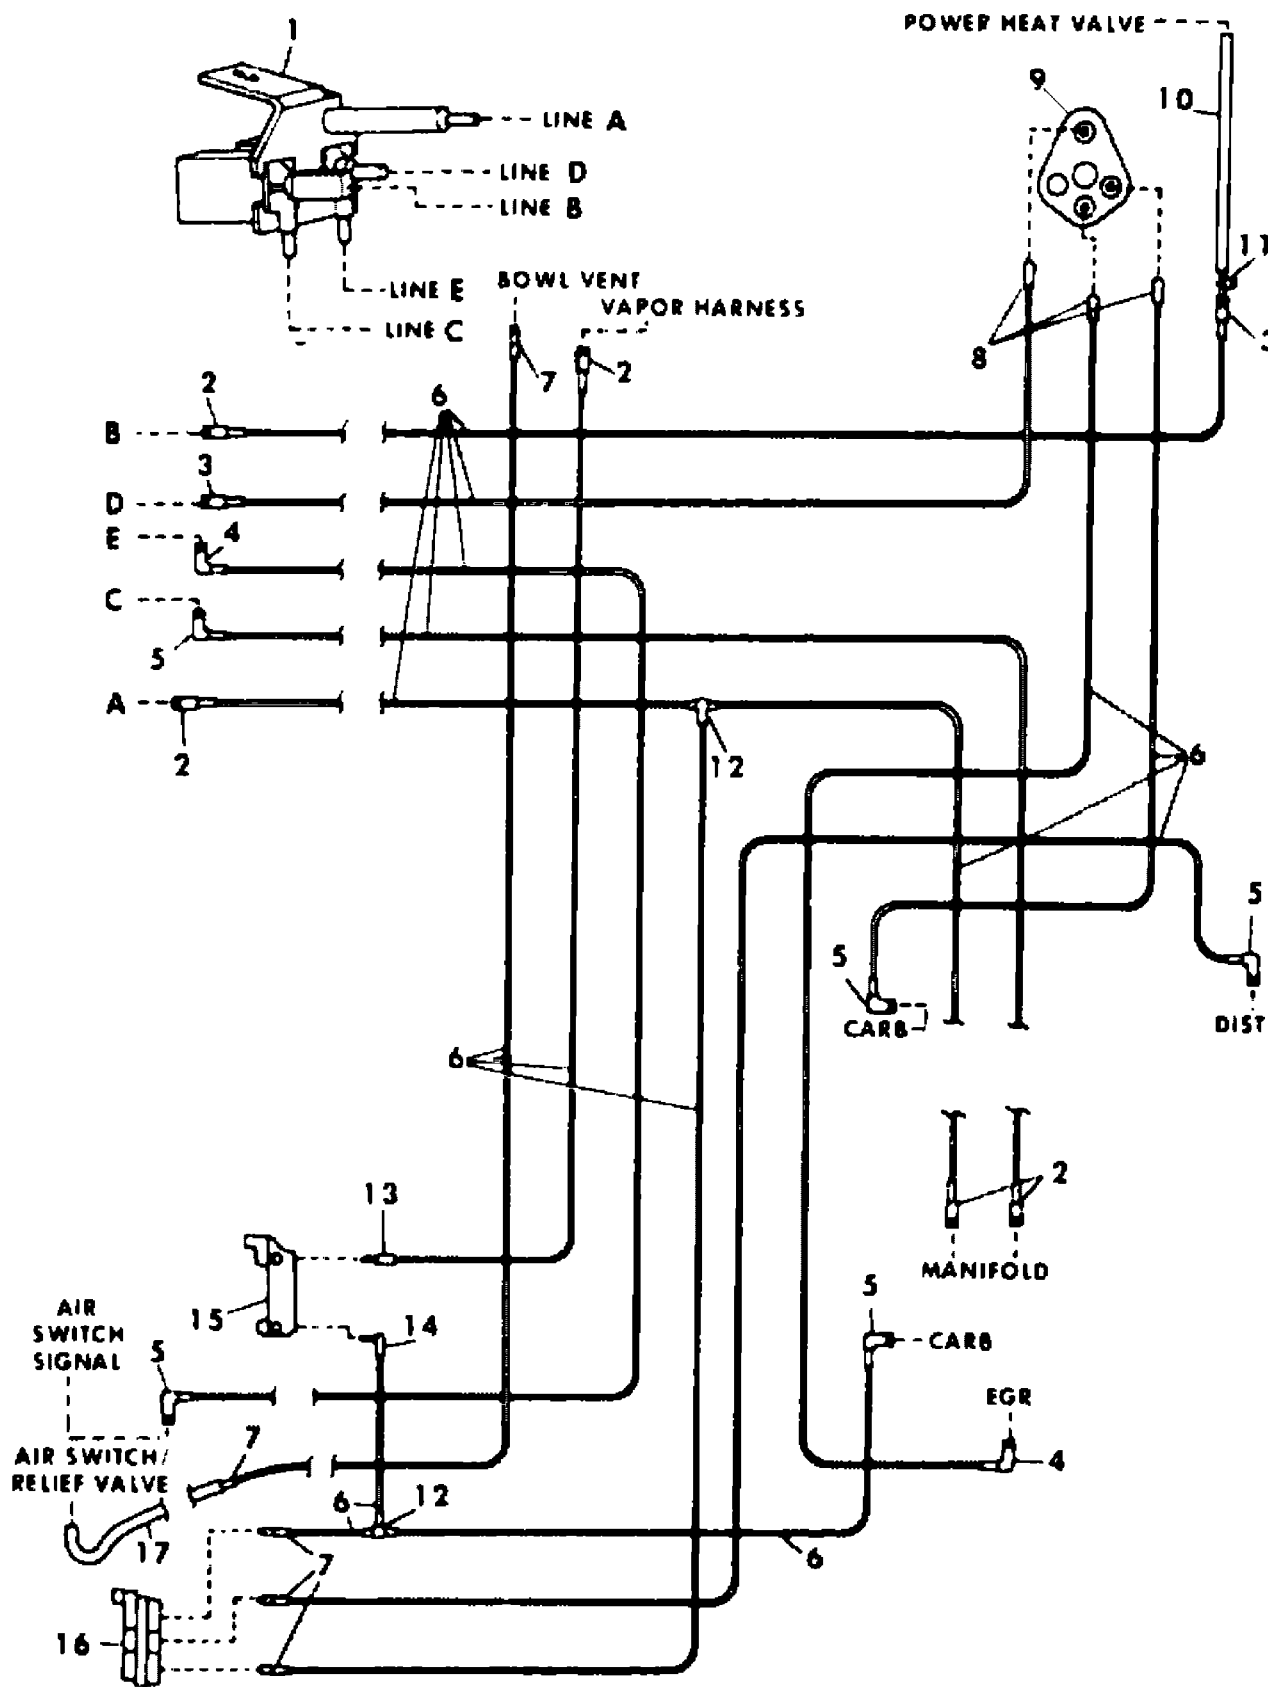 POWER HEAT VALVE
1
9
10
LINE A
LINE D
LINE B
11
LINE E
BOWL VENT
VAPOR HARNESS
LINE C
8
7
2
2
6
B
3
D
E
4
C
5
A
2
12
6
5
5
CARB
DIST
6
13
2
MANIFOLD
5
15
AIR
SWITCH
SIGNAL
14
CARB
5
EGR
7
4
AIR SWITCH/
RELIEF VALVE
6
12
17
7
6
16